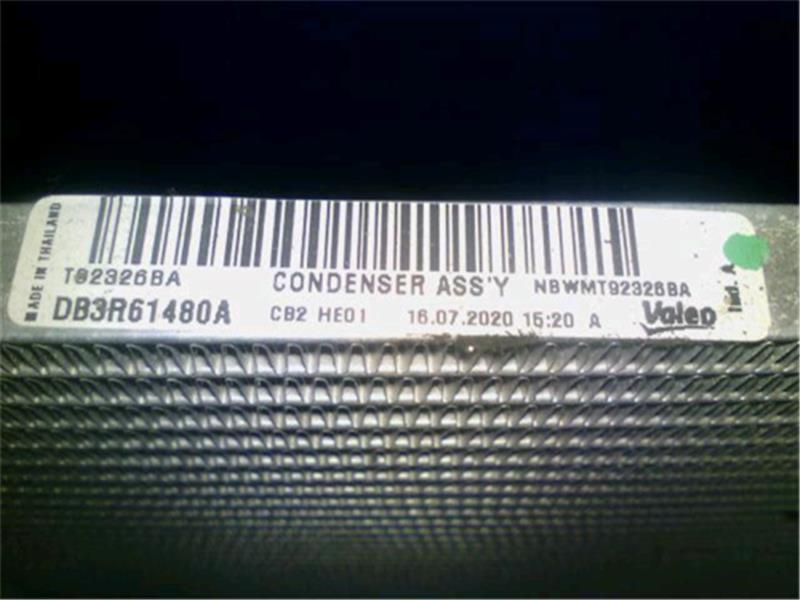 MADE IN THAILAND
T92326BA CONDENSER ASS'Y NBWMT92326BA
DB3R61480A CB2 HE01 16.07.2020 15:20 A Valeo
Ind. A